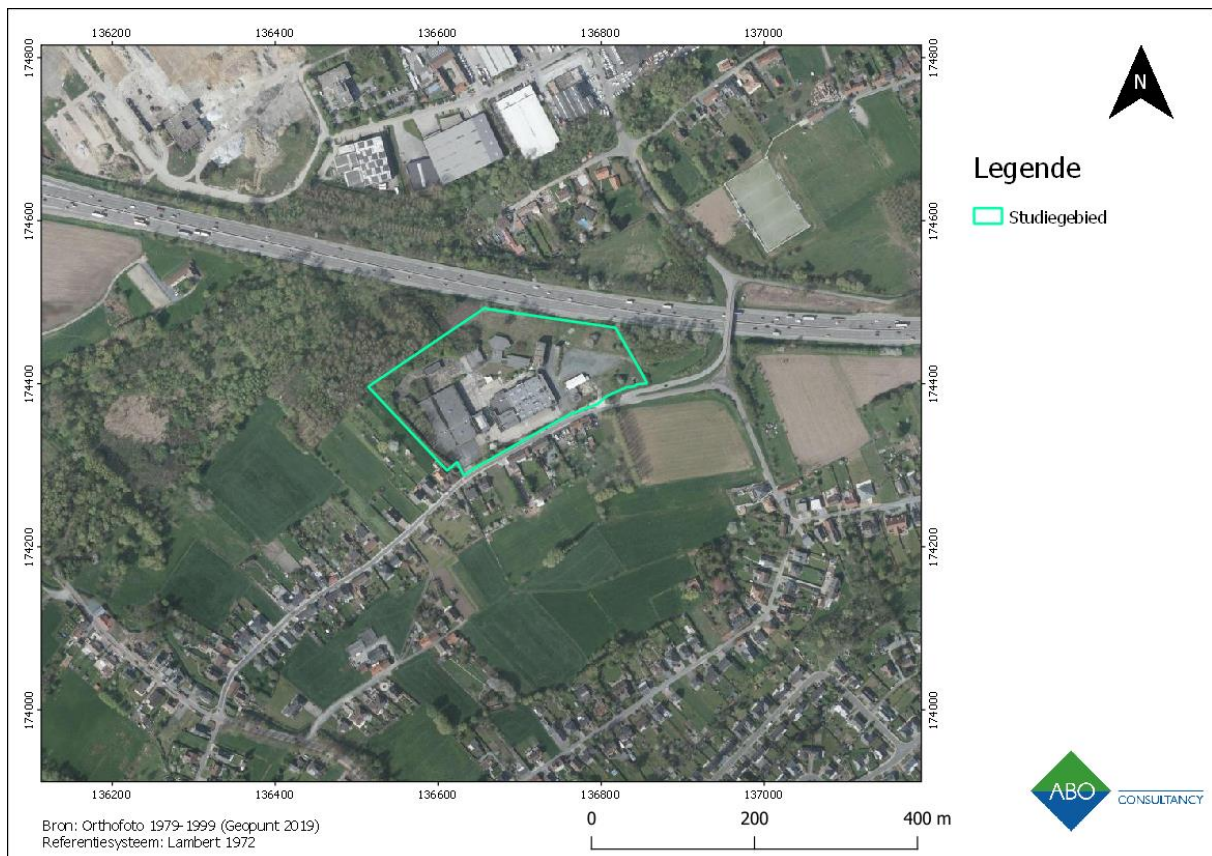 136200 136400 136600 136800 137000
174800 174800
N
Legende
Studiegebied
174600 174600
174400 174400
174200 174200
174000 174000
136200 136400 136600 136800 137000
ABO CONSULTANCY
Bron: Orthofoto 1979-1999 (Geopunt 2019)
Referentiesysteem: Lambert 1972
0 200 400 m